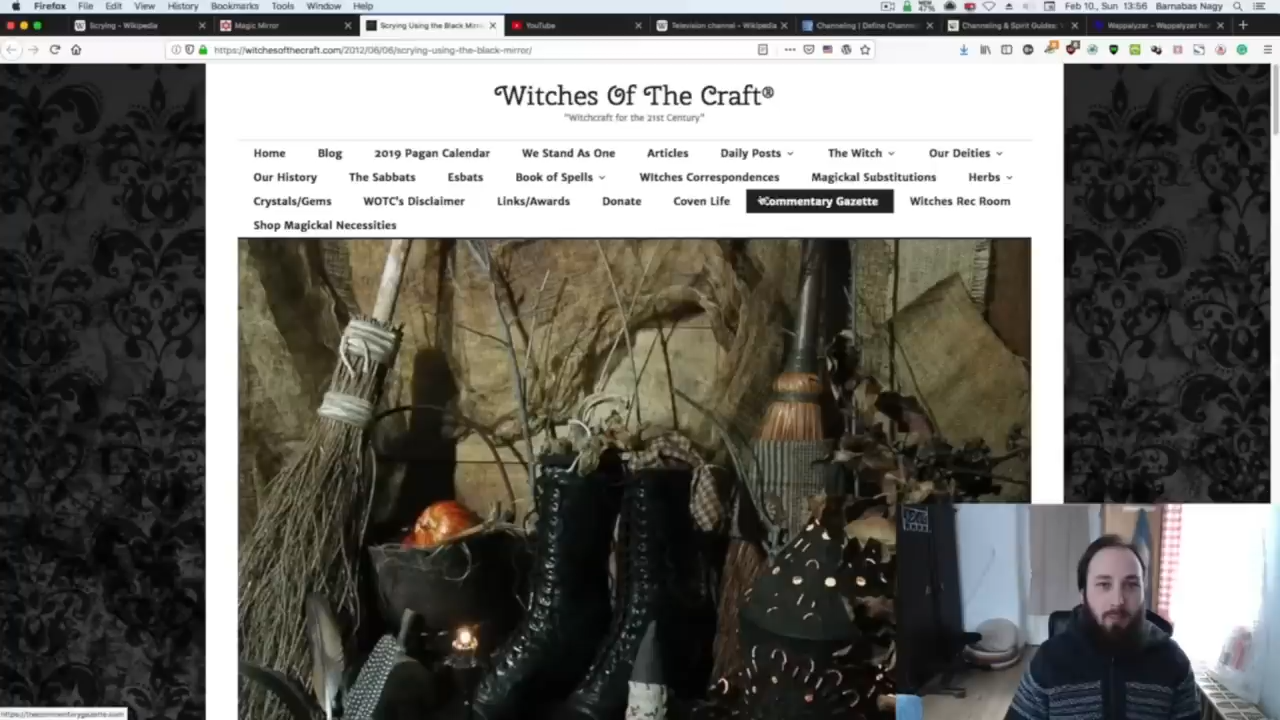 Firefox File Edit View History Bookmarks Tools Window Help Feb 10., Sun, 13:56 Barnabas Nagy
Scrying - Wikipedia Magic Mirror Scrying Using the Black Mirr YouTube Television channel - Wikipedia Channeling | Define Chann Channeling & Spirit Guides: Wappalyzer - Wappalyzer ha
https://witchesofthecraft.com/2012/06/06/scrying-using-the-black-mirror/
Witches Of The Craft®
"Witchcraft for the 21st Century"
Home Blog 2019 Pagan Calendar We Stand As One Articles Daily Posts The Witch Our Deities
Our History The Sabbats Esbats Book of Spells Witches Correspondences Magickal Substitutions Herbs
Crystals/Gems WOTC's Disclaimer Links/Awards Donate Coven Life Commentary Gazette Witches Rec Room
Shop Magickal Necessities
https://thecommentarygazette.com